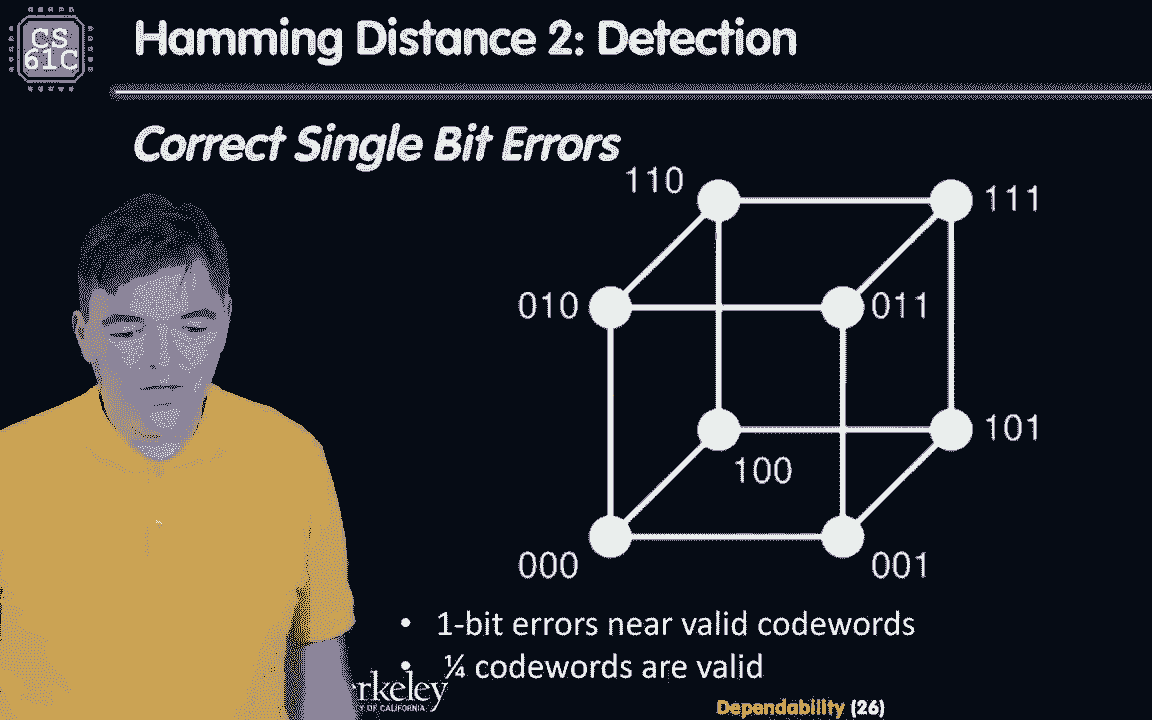 CS
61C
Hamming Distance 2: Detection
Correct Single Bit Errors
110
111
010
011
101
100
000
001
• 1-bit errors near valid codewords
• ¼ codewords are valid
rkeley
Y OF CALIFORNIA
Dependability (26)